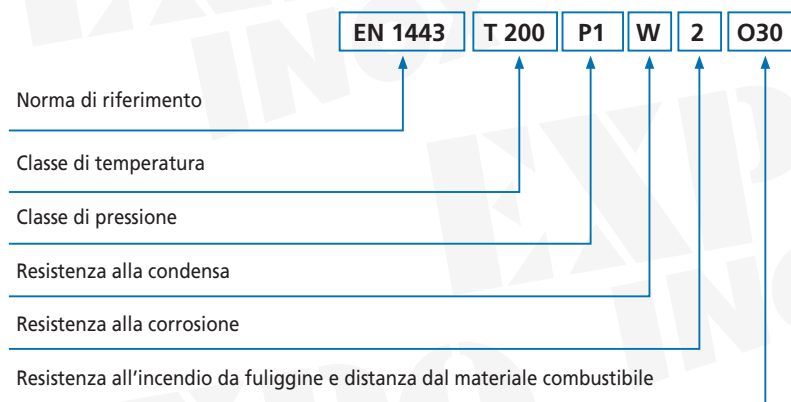 EN 1443 T 200 P1 W 2 O30
Norma di riferimento
Classe di temperatura
Classe di pressione
Resistenza alla condensa
Resistenza alla corrosione
Resistenza all'incendio da fuliggine e distanza dal materiale combustibile